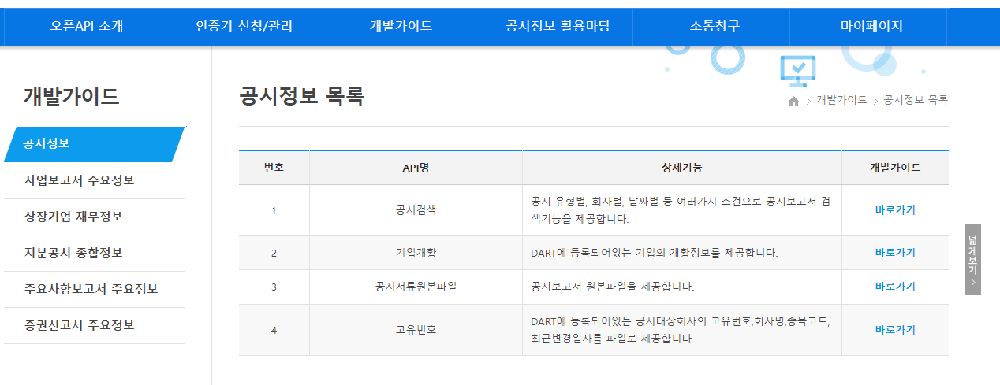 오픈API 소개 인증키 신청/관리 개발가이드 공시정보 활용마당 소통창구 마이페이지
개발가이드
공시정보
사업보고서 주요정보
상장기업 재무정보
지분공시 종합정보
주요사항보고서 주요정보
증권신고서 주요정보
공시정보 목록
개발가이드 > 공시정보 목록
번호 API명 상세기능 개발가이드
1 공시검색 공시 유형별, 회사별, 날짜별 등 여러가지 조건으로 공시보고서 검
색기능을 제공합니다. 바로가기
2 기업개황 DART에 등록되어있는 기업의 개황정보를 제공합니다. 바로가기
3 공시서류원본파일 공시보고서 원본파일을 제공합니다. 바로가기
4 고유번호 DART에 등록되어있는 공시대상회사의 고유번호,회사명,종목코드,
최근변경일자를 파일로 제공합니다. 바로가기
넓게보기